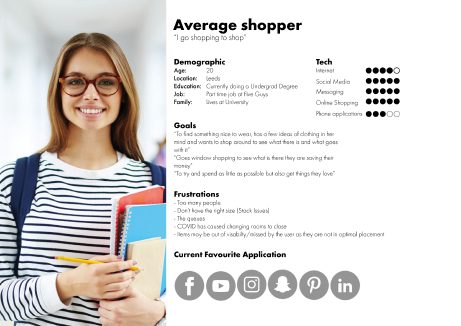 Average shopper
"I go shopping to shop"
Demographic
Age: 20
Location: Leeds
Education: Currently doing a Undergrad Degree
Job: Part time job at Five Guys
Family: Lives at University
Tech
Internet
Social Media
Messaging
Online Shopping
Phone applications
Goals
"To find something nice to wear, has a few ideas of clothing in her
mind and wants to shop around to see what there is and what goes
with it"
"Goes window shopping to see what is there they are saving their
money"
"To try and spend as little as possible but also get things they love"
Frustrations
- Too many people
- Don't have the right size (Stock Issues)
- The queues
- COVID has caused changing rooms to close
- Items may be out of visabilty/missed by the user as they are not in optimal placement
Current Favourite Application